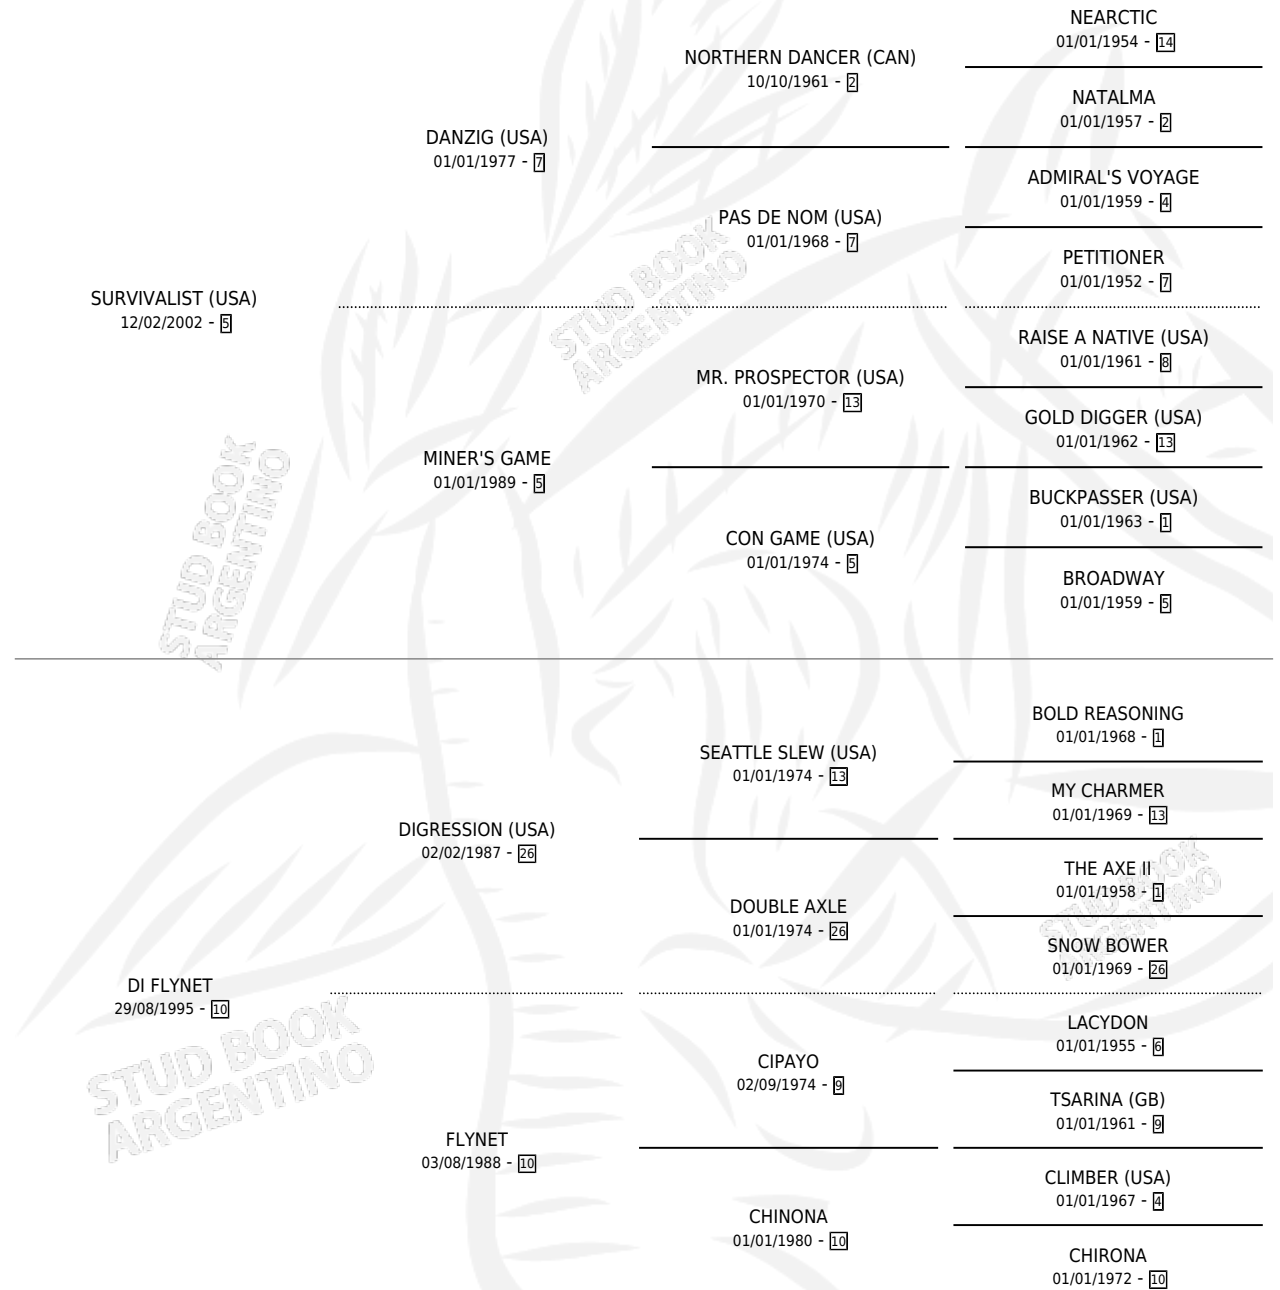 NEARCTIC
01/01/1954 - 14
NORTHERN DANCER (CAN)
10/10/1961 - 2
NATALMA
01/01/1957 - 2
DANZIG (USA)
01/01/1977 - 7
ADMIRAL'S VOYAGE
01/01/1959 - 4
PAS DE NOM (USA)
01/01/1968 - 7
PETITIONER
01/01/1952 - 7
SURVIVALIST (USA)
12/02/2002 - 5
STUD BOOK
ARGENTINO
RAISE A NATIVE (USA)
01/01/1961 - 8
MR. PROSPECTOR (USA)
01/01/1970 - 13
GOLD DIGGER (USA)
01/01/1962 - 13
MINER'S GAME
01/01/1989 - 5
BUCKPASSER (USA)
01/01/1963 - 1
CON GAME (USA)
01/01/1974 - 5
BROADWAY
01/01/1959 - 5
STUD BOOK
ARGENTINO
BOLD REASONING
01/01/1968 - 1
SEATTLE SLEW (USA)
01/01/1974 - 13
MY CHARMER
01/01/1969 - 13
DIGRESSION (USA)
02/02/1987 - 26
THE AXE II
01/01/1958 - 1
DOUBLE AXLE
01/01/1974 - 26
STUD BOOK
ARGENTINO
SNOW BOWER
01/01/1969 - 26
DI FLYNET
29/08/1995 - 10
LACYDON
01/01/1955 - 6
CIPAYO
02/09/1974 - 9
STUD BOOK
ARGENTINO
TSARINA (GB)
01/01/1961 - 9
FLYNET
03/08/1988 - 10
CLIMBER (USA)
01/01/1967 - 4
CHINONA
01/01/1980 - 10
CHIRONA
01/01/1972 - 10